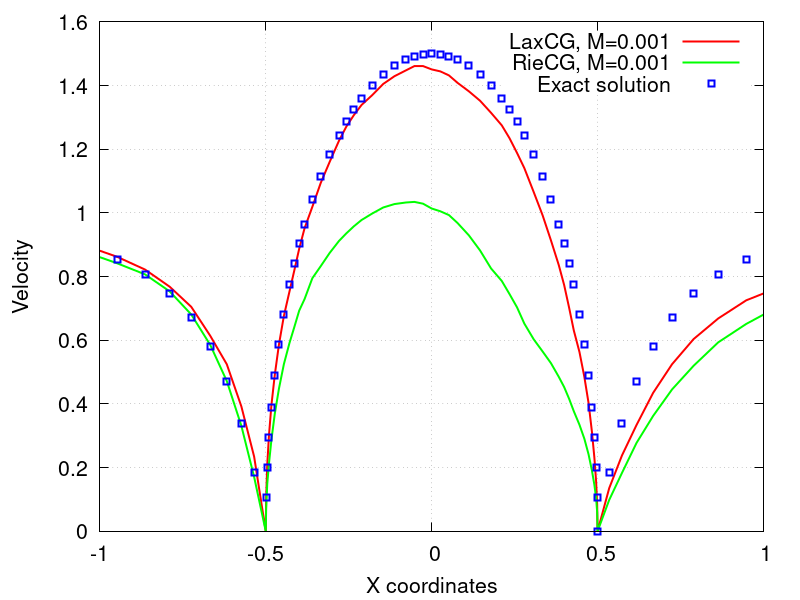 1.6
LaxCG, M=0.001
RieCG, M=0.001
Exact solution
1.4
1.2
1
0.8
0.6
0.4
0.2
0
Velocity
-1
-0.5
0
0.5
1
X coordinates